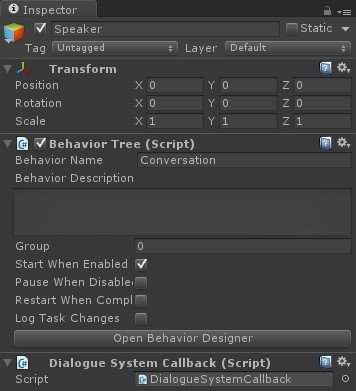 Inspector
Speaker
Static
Tag Untagged Layer Default
Transform
Position X 0 Y 0 Z 0
Rotation X 0 Y 0 Z 0
Scale X 1 Y 1 Z 1
Behavior Tree (Script)
Behavior Name Conversation
Behavior Description
Group 0
Start When Enabled
Pause When Disable
Restart When Compl
Log Task Changes
Open Behavior Designer
Dialogue System Callback (Script)
Script DialogueSystemCallback